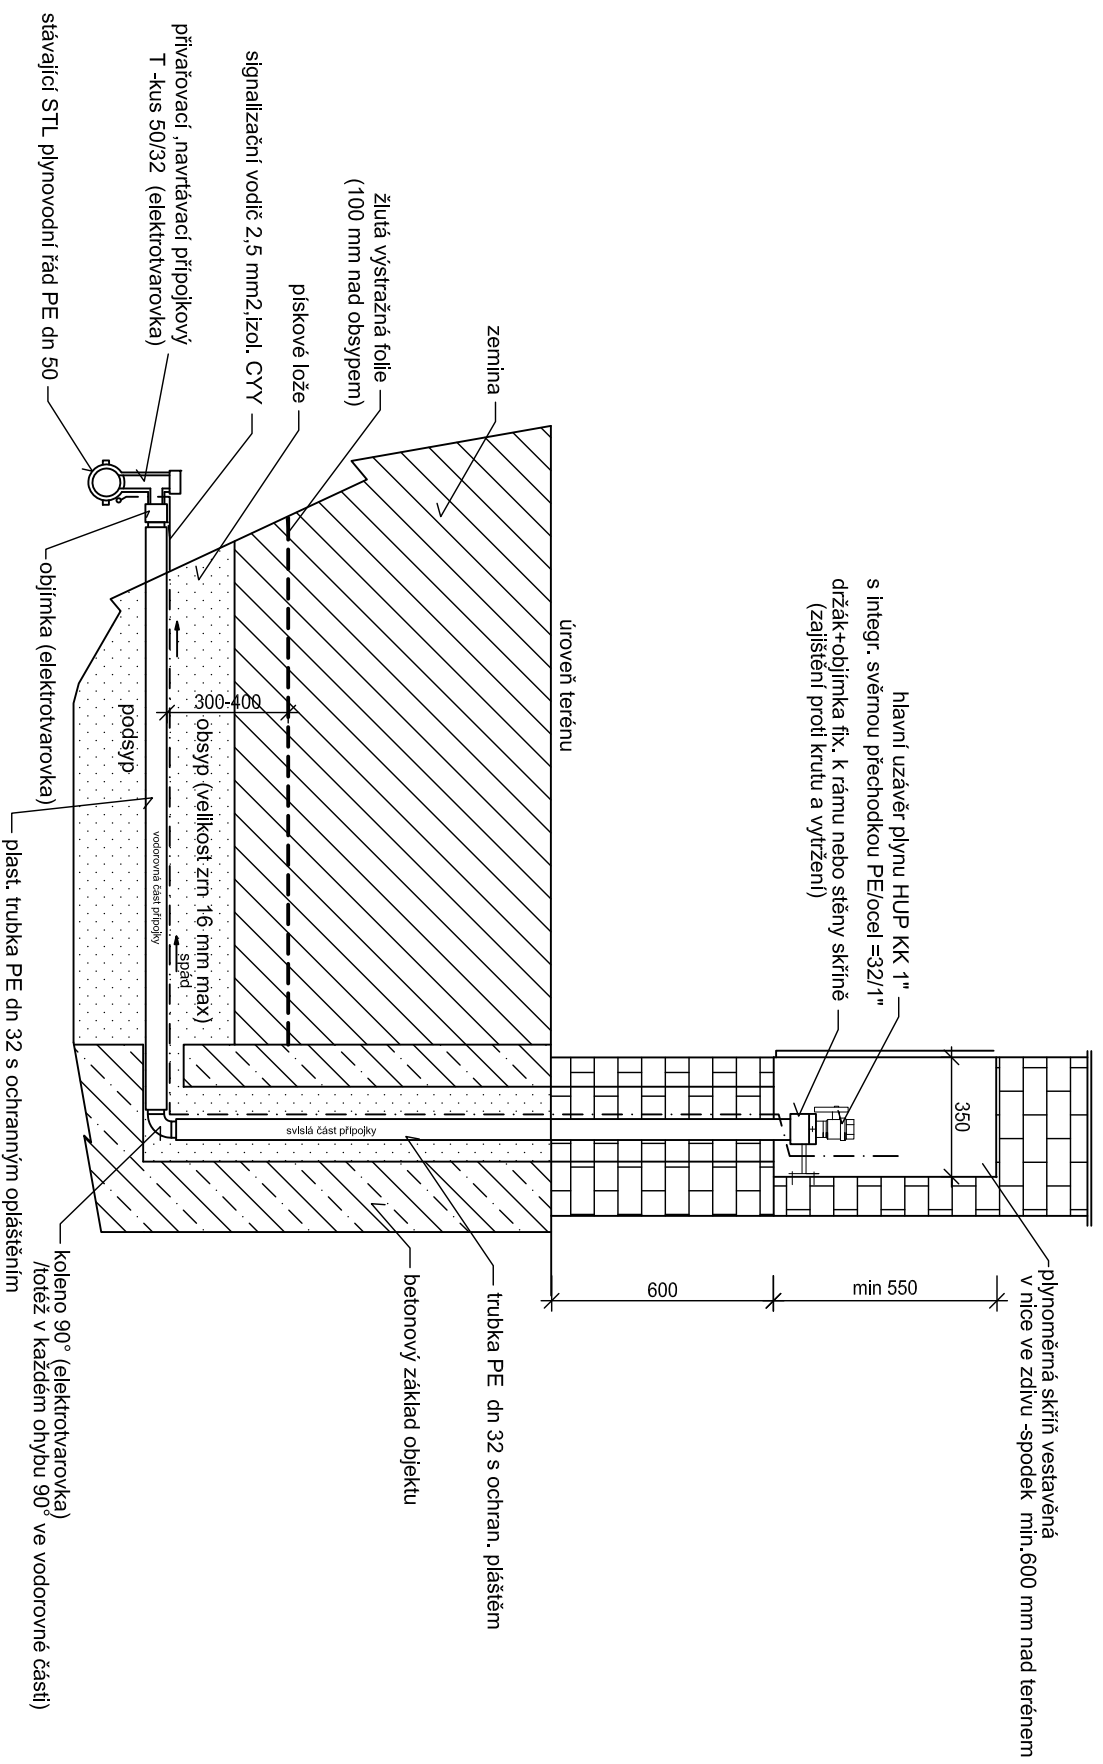 plynoměrná skříň vestavěná
v nice ve zdivu -spodek min.600 mm nad terénem
hlavní uzávěr plynu HUP KK 1"
s integr. svěrnou přechodkou PE/ocel =32/1"
držák+objímka fix. k rámu nebo stěny skříně
(zajištění proti krutu a vytržení)
350
min 550
600
úroveň terénu
zemina
žlutá výstražná folie
(100 mm nad obsypem)
pískové lože
signalizační vodič 2,5 mm2,izol. CYY
přivařovací ,navrtávací přípojkový
T -kus 50/32 (elektrotvarovka)
stávající STL plynovodní řád PE dn 50
300-400
obsyp (velikost zrn 16 mm max)
spád
podsyp
vodorovná část přípojky
svislá část přípojky
trubka PE dn 32 s ochran. pláštěm
betonový základ objektu
objímka (elektrotvarovka)
koleno 90° (elektrotvarovka)
/totéž v každém ohybu 90° ve vodorovné části)
plast. trubka PE dn 32 s ochranným opláštěním